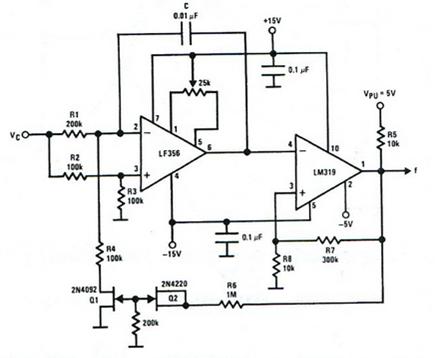 C
0.01 µF
+15V
25k
0.1 µF
VPU = 5V
R1
200k
R5
10k
VC
R2
100k
2
7
1
5
LF356
6
3
4
R3
100k
4
10
LM319
1
f
3
2
5
-5V
-15V
0.1 µF
R4
100k
R8
10k
R7
300k
2N4092
Q1
2N4220
Q2
R6
1M
200k